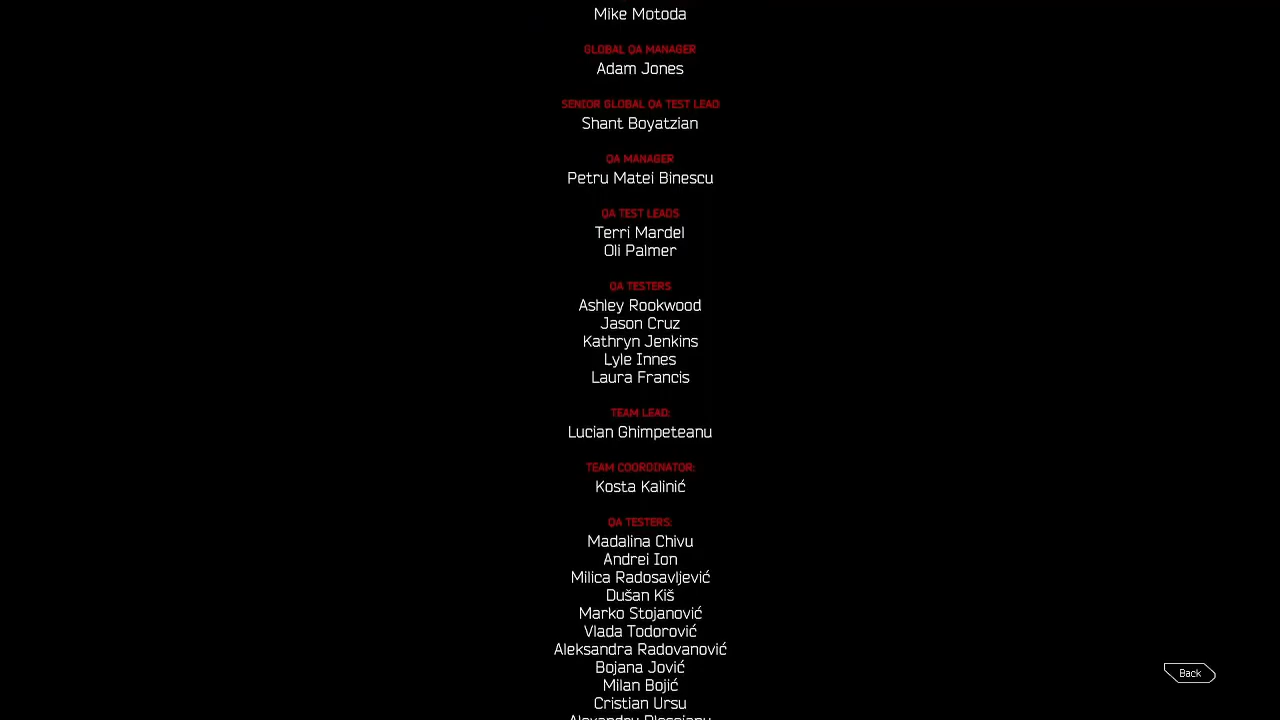 Mike Motoda
GLOBAL QA MANAGER
Adam Jones
SENIOR GLOBAL QA TEST LEAD
Shant Boyatzian
QA MANAGER
Petru Matei Binescu
QA TEST LEADS
Terri Mardel
Oli Palmer
QA TESTERS
Ashley Rookwood
Jason Cruz
Kathryn Jenkins
Lyle Innes
Laura Francis
TEAM LEAD:
Lucian Ghimpeteanu
TEAM COORDINATOR:
Kosta Kalinić
QA TESTERS:
Madalina Chivu
Andrei Ion
Milica Radosavljević
Dušan Kiš
Marko Stojanović
Vlada Todorović
Aleksandra Radovanović
Bojana Jović
Milan Bojić
Back
Cristian Ursu